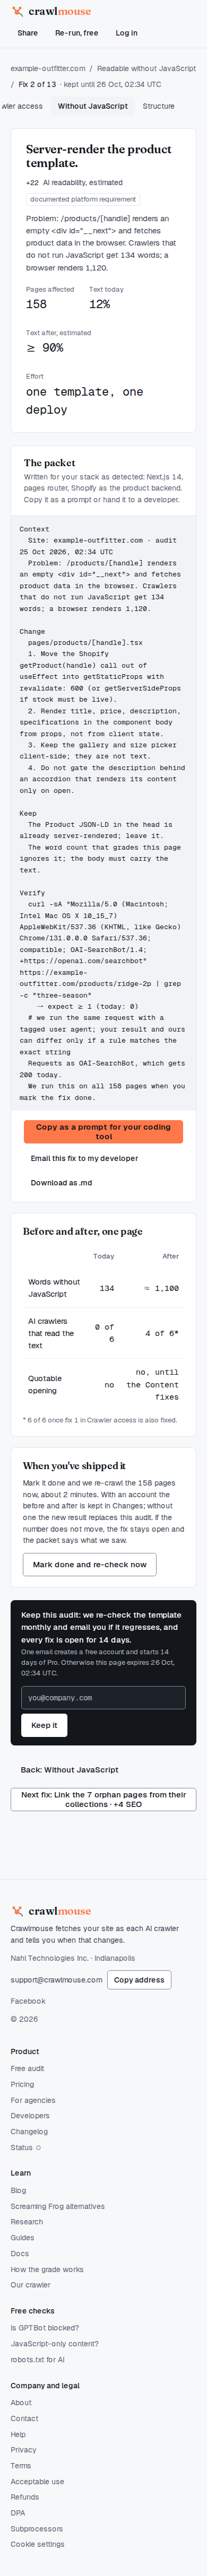 crawlmouse
Share Re-run, free Log in
example-outfitter.com / Readable without JavaScript
/ Fix 2 of 13 · kept until 26 Oct, 02:34 UTC
wler access Without JavaScript Structure
Server-render the product
template.
+22 AI readability, estimated
documented platform requirement
Problem: /products/[handle] renders an
empty <div id="__next"> and fetches
product data in the browser. Crawlers that
do not run JavaScript get 134 words; a
browser renders 1,120.
Pages affected Text today
158 12%
Text after, estimated
≥ 90%
Effort
one template, one
deploy
The packet
Written for your stack as detected: Next.js 14,
pages router, Shopify as the product backend.
Copy it as a prompt or hand it to a developer.
Context
Site: example-outfitter.com · audit
25 Oct 2026, 02:34 UTC
Problem: /products/[handle] renders
an empty <div id="__next"> and fetches
product data in the browser. Crawlers
that do not run JavaScript get 134
words; a browser renders 1,120.
Change
pages/products/[handle].tsx
1. Move the Shopify
getProduct(handle) call out of
useEffect into getStaticProps with
revalidate: 600 (or getServerSideProps
if stock must be live).
2. Render title, price, description,
specifications in the component body
from props, not from client state.
3. Keep the gallery and size picker
client-side; they are not text.
4. Do not gate the description behind
an accordion that renders its content
only on open.
Keep
The Product JSON-LD in the head is
already server-rendered; leave it.
The word count that grades this page
ignores it; the body must carry the
text.
Verify
curl -sA "Mozilla/5.0 (Macintosh;
Intel Mac OS X 10_15_7)
AppleWebKit/537.36 (KHTML, like Gecko)
Chrome/131.0.0.0 Safari/537.36;
compatible; OAI-SearchBot/1.4;
+https://openai.com/searchbot"
https://example-
outfitter.com/products/ridge-2p | grep
-c "three-season"
→ expect ≥ 1 (today: 0)
# we run the same request with a
tagged user agent; your result and ours
can differ only if a rule matches the
exact string
Requests as OAI-SearchBot, which gets
200 today.
We run this on all 158 pages when you
mark the fix done.
Copy as a prompt for your coding
tool
Email this fix to my developer
Download as .md
Before and after, one page
Today After
Words without
JavaScript 134 ≈ 1,100
AI crawlers
that read the
text 0 of
6 4 of 6*
Quotable
opening no no, until
the Content
fixes
* 6 of 6 once fix 1 in Crawler access is also fixed.
When you've shipped it
Mark it done and we re-crawl the 158 pages
now, about 2 minutes. With an account the
before and after is kept in Changes; without
one the new result replaces this audit. If the
number does not move, the fix stays open and
the packet says what we saw.
Mark done and re-check now
Keep this audit: we re-check the template
monthly and email you if it regresses, and
every fix is open for 14 days.
One email creates a free account and starts 14
days of Pro. Otherwise this page expires 26 Oct,
02:34 UTC.
you@company.com
Keep it
Back: Without JavaScript
Next fix: Link the 7 orphan pages from their
collections · +4 SEO
crawlmouse
Crawlmouse fetches your site as each AI crawler
and tells you when that changes.
Nahl Technologies Inc. · Indianapolis
support@crawlmouse.com Copy address
Facebook
© 2026
Product
Free audit
Pricing
For agencies
Developers
Changelog
Status
Learn
Blog
Screaming Frog alternatives
Research
Guides
Docs
How the grade works
Our crawler
Free checks
Is GPTBot blocked?
JavaScript-only content?
robots.txt for AI
Company and legal
About
Contact
Help
Privacy
Terms
Acceptable use
Refunds
DPA
Subprocessors
Cookie settings